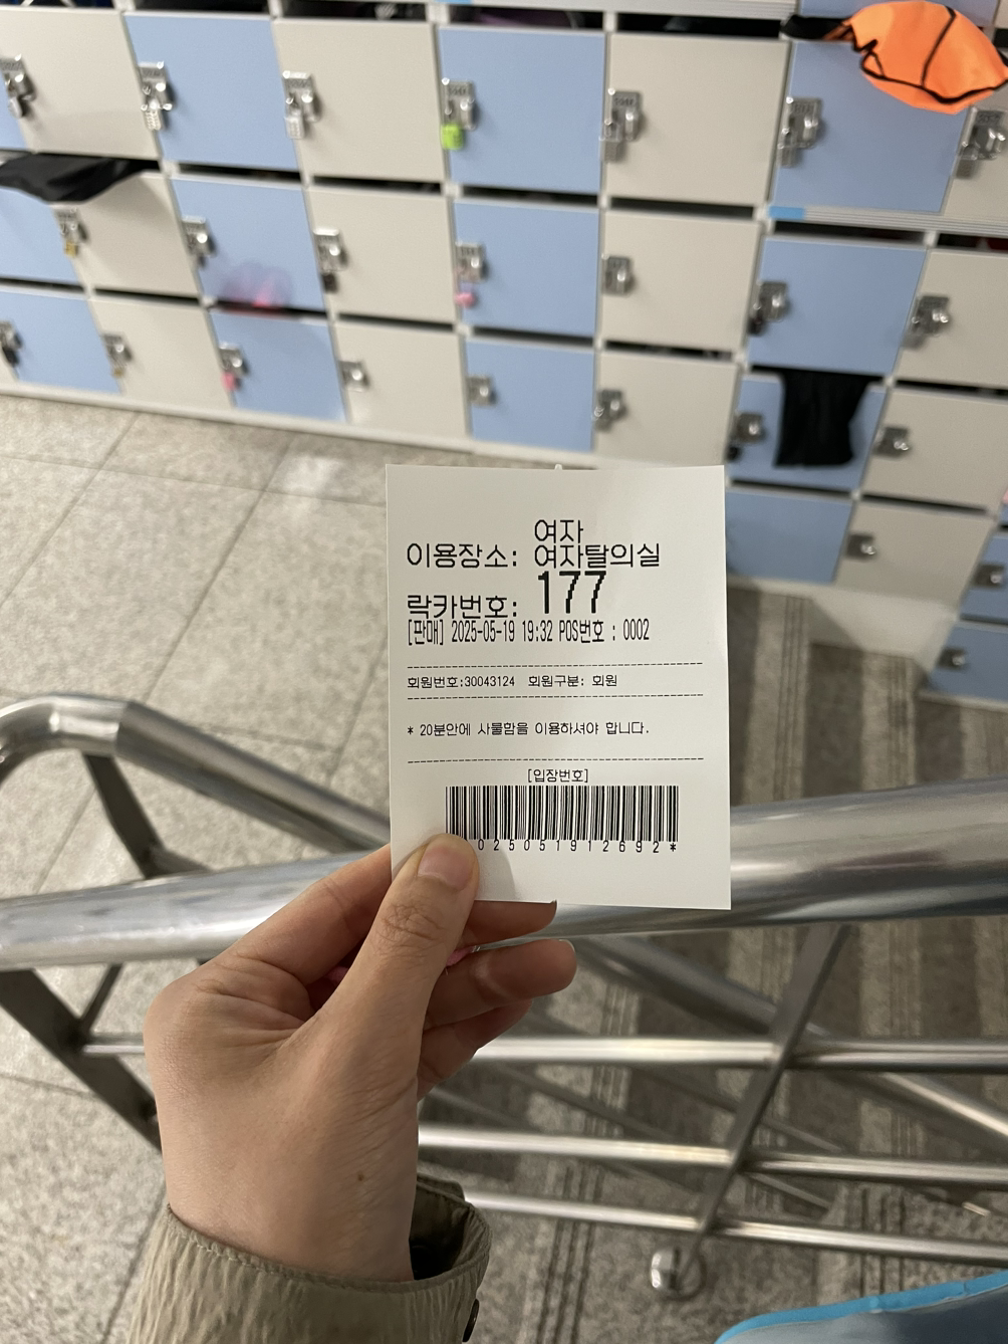 여자
이용장소: 여자탈의실
락카번호: 177
[판매] 2025-05-19 19:32 POS번호 : 0002
회원번호:30043124 회원구분: 회원
* 20분안에 사물함을 이용하셔야 합니다.
[입장번호]
025051912692*